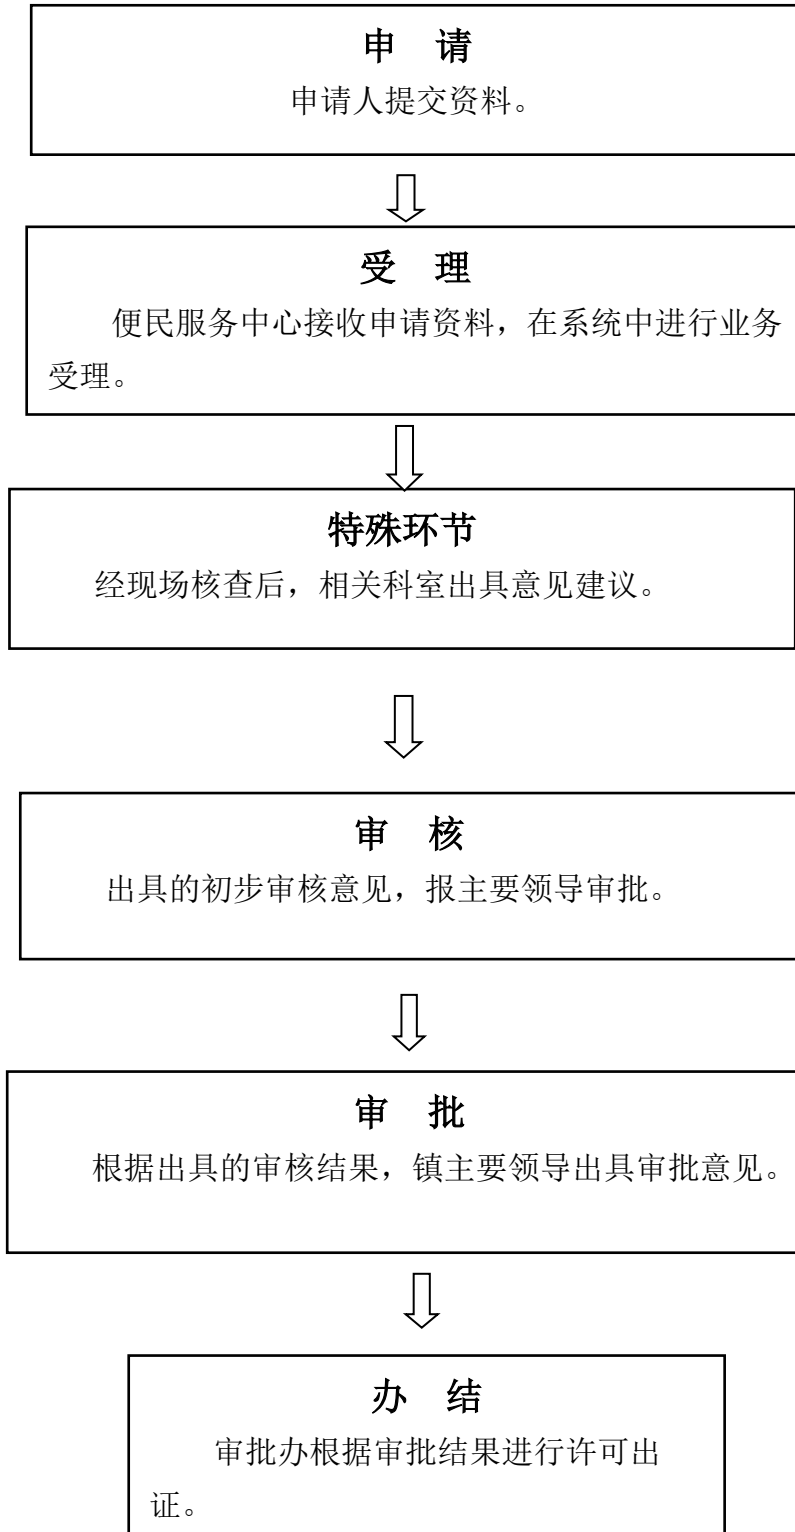 申 请
申请人提交资料。
受 理
便民服务中心接收申请资料，在系统中进行业务
受理。
特殊环节
经现场核查后，相关科室出具意见建议。
审 核
出具的初步审核意见，报主要领导审批。
审 批
根据出具的审核结果，镇主要领导出具审批意见。
办 结
审批办根据审批结果进行许可出
证。